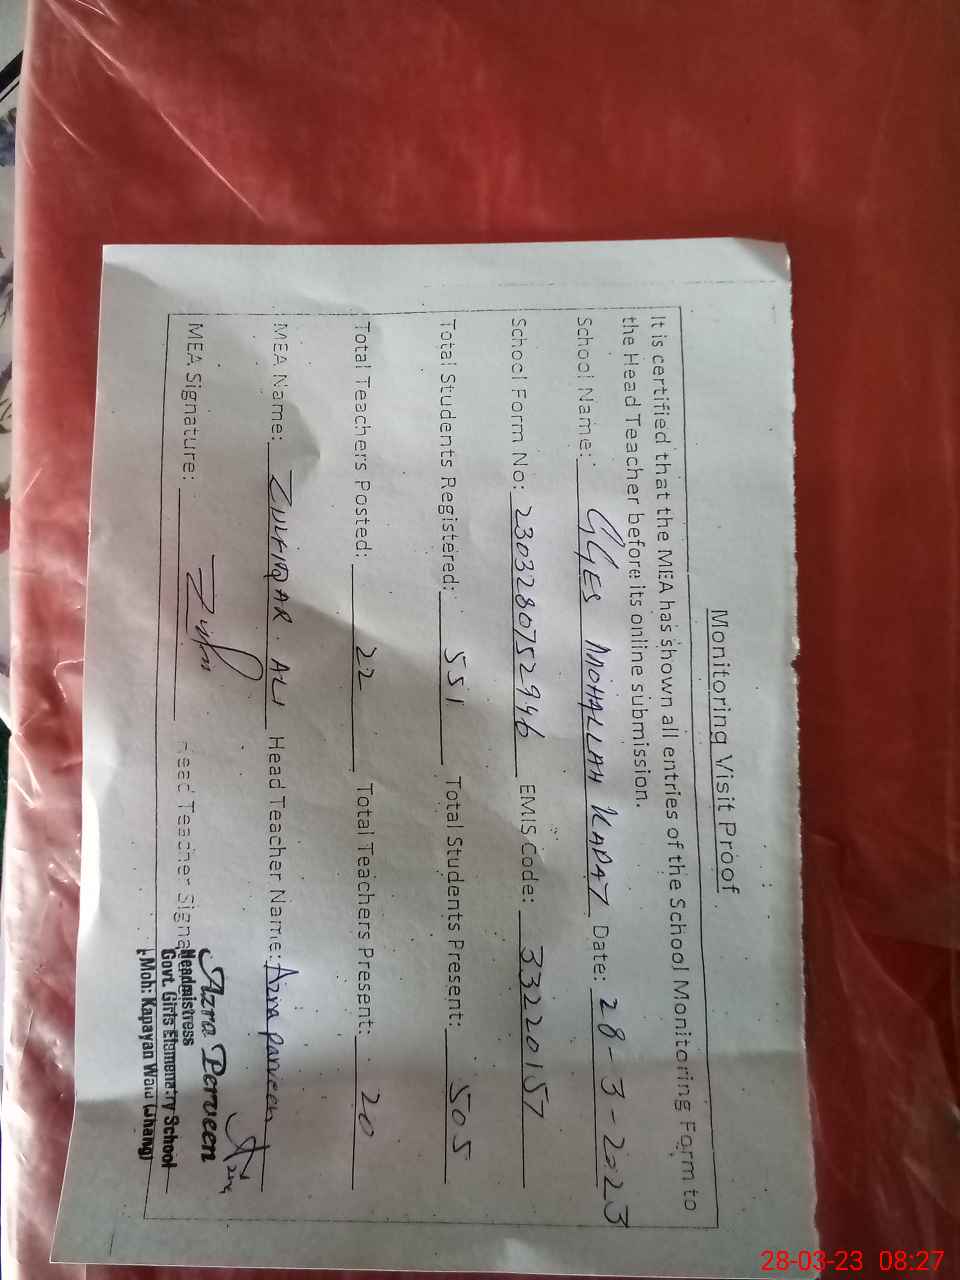 Monitoring Visit Proof
It is certified that the MEA has shown all entries of the School Monitoring Form to
the Head Teacher before its online submission.
School Name: GGES MOHALLAH KAPAT Date: 28-3-2023
School Form No: 2303280752946 EMIS Code: 33220157
Total Students Registered: 551 Total Students Present: 505
Total Teachers Posted: 22 Total Teachers Present: 20
MEA Name: ZULFIQAR ALI Head Teacher Name: Azra Parveen
MEA Signature: Head Teacher Signa
Azra Perveen
Headmistress
Govt. Girls Elementry School
Moh: Kapayan Ward (Jhang)
28-03-23 08:27